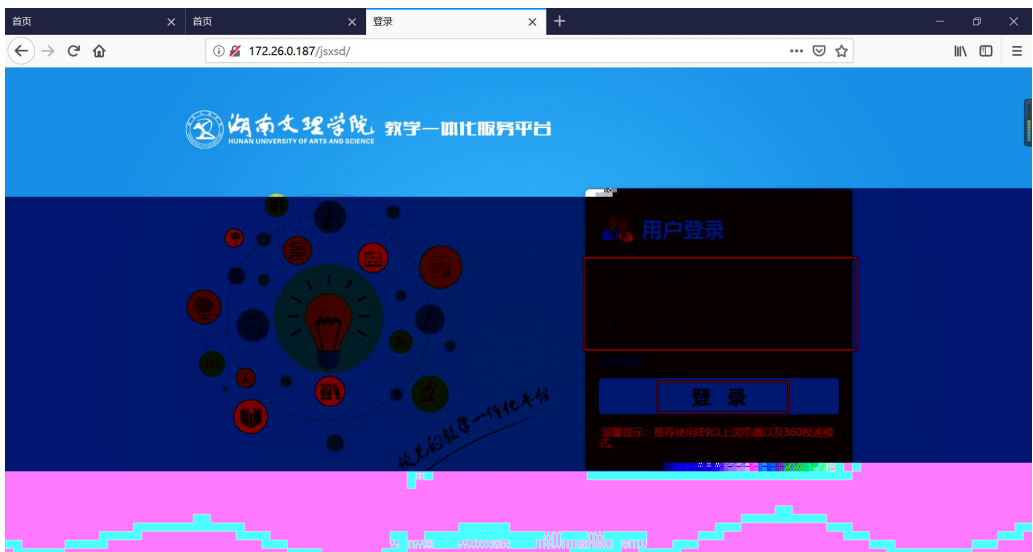 首页
首页
登录
172.26.0.187/jsxsd/
湖南文理学院 教学一体化服务平台
HUNAN UNIVERSITY OF ARTS AND SCIENCE
用户登录
登 录
温馨提示：推荐使用IE9以上浏览器以及360极速模
式。